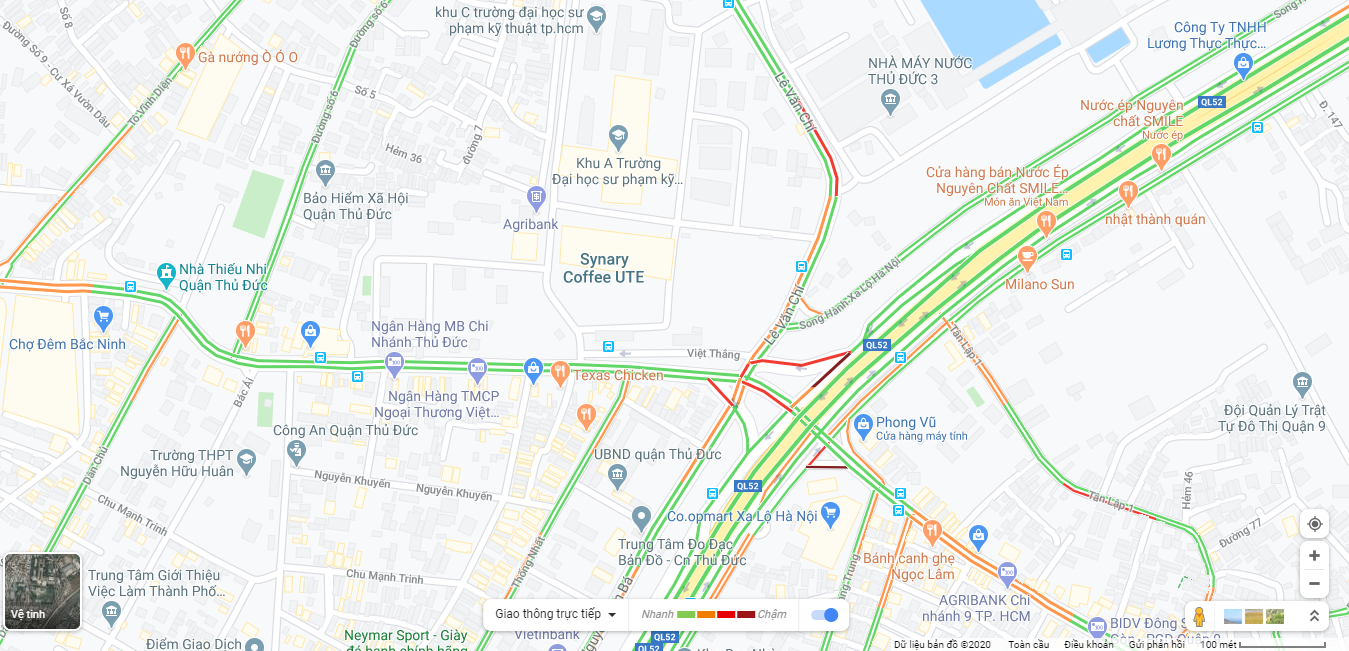 khu C trường đại học sư
phạm kỹ thuật tp.hcm
Đường số 6
Đường Số 9 - Cư Xá Vườn Dâu
Gà nướng Ò Ó O
Tô Vĩnh Diện
Số 5
Đường số 6
Hẻm 36
đường 7
Lê Văn Chí
Khu A Trường
Đại học sư phạm kỹ...
Bảo Hiểm Xã Hội
Quận Thủ Đức
Agribank
Synary
Coffee UTE
Nhà Thiếu Nhi
Quận Thủ Đức
Chợ Đêm Bắc Ninh
Ngân Hàng MB Chi
Nhánh Thủ Đức
Việt Thắng
Lê Văn Chí
Song Hành Xa Lộ Hà Nội
NHÀ MÁY NƯỚC
THỦ ĐỨC 3
Công Ty TNHH
Lương Thực Thực...
QL52
Nước ép Nguyên
chất SMILE
Nước ép
Đ. 147
Cửa hàng bán Nước Ép
Nguyên Chất SMILE...
Món ăn Việt Nam
nhật thành quán
Milano Sun
QL52
Tân Lập 1
Texas Chicken
Ngân Hàng TMCP
Ngoại Thương Việt...
Bác Ái
Công An Quận Thủ Đức
Trường THPT
Nguyễn Hữu Huân
Dân Chủ
Nguyễn Khuyến
Nguyễn Khuyến
Chu Mạnh Trinh
Chu Mạnh Trinh
UBND quận Thủ Đức
Phong Vũ
Cửa hàng máy tính
Đội Quản Lý Trật
Tự Đô Thị Quận 9
QL52
Co.opmart Xa Lộ Hà Nội
Tân Lập 1
Hẻm 46
Đường 77
Trung Tâm Đo Đạc
Bản Đồ - Cn Thủ Đức
Thống Nhất
Bánh canh ghẹ
Ngọc Lâm
AGRIBANK Chi
nhánh 9 TP. HCM
Trung Tâm Giới Thiệu
Việc Làm Thành Phố...
Vệ tinh
Điểm Giao Dịch
Neymar Sport - Giày
đá banh chính hãng
Vietinbank
Giao thông trực tiếp
Nhanh
Chậm
QL52
QL52
BIDV Đông
Dữ liệu bản đồ ©2020
Toàn cầu
Điều khoản
Gửi phản hồi
100 mét